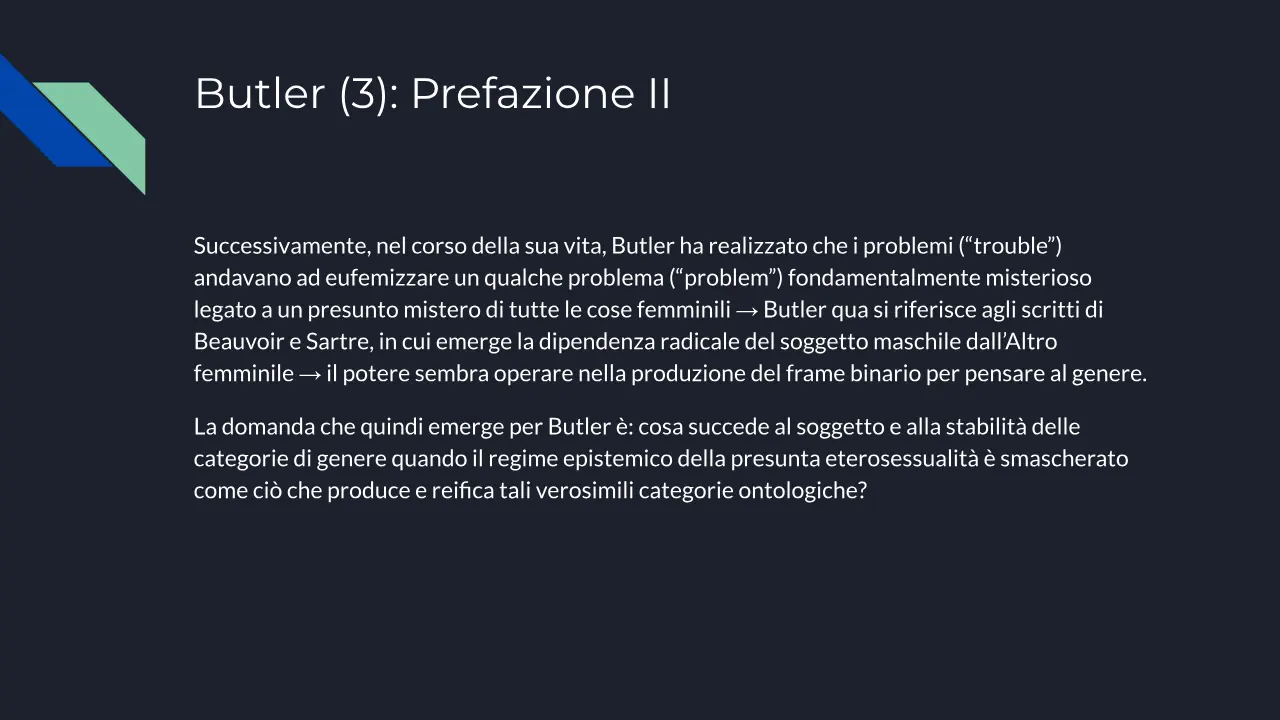 Butler (3): Prefazione II
Successivamente, nel corso della sua vita, Butler ha realizzato che i problemi (“trouble”)
andavano ad eufemizzare un qualche problema (“problem”) fondamentalmente misterioso
legato a un presunto mistero di tutte le cose femminili → Butler qua si riferisce agli scritti di
Beauvoir e Sartre, in cui emerge la dipendenza radicale del soggetto maschile dall’Altro
femminile → il potere sembra operare nella produzione del frame binario per pensare al genere.
La domanda che quindi emerge per Butler è: cosa succede al soggetto e alla stabilità delle
categorie di genere quando il regime epistemico della presunta eterosessualità è smascherato
come ciò che produce e reifica tali verosimili categorie ontologiche?